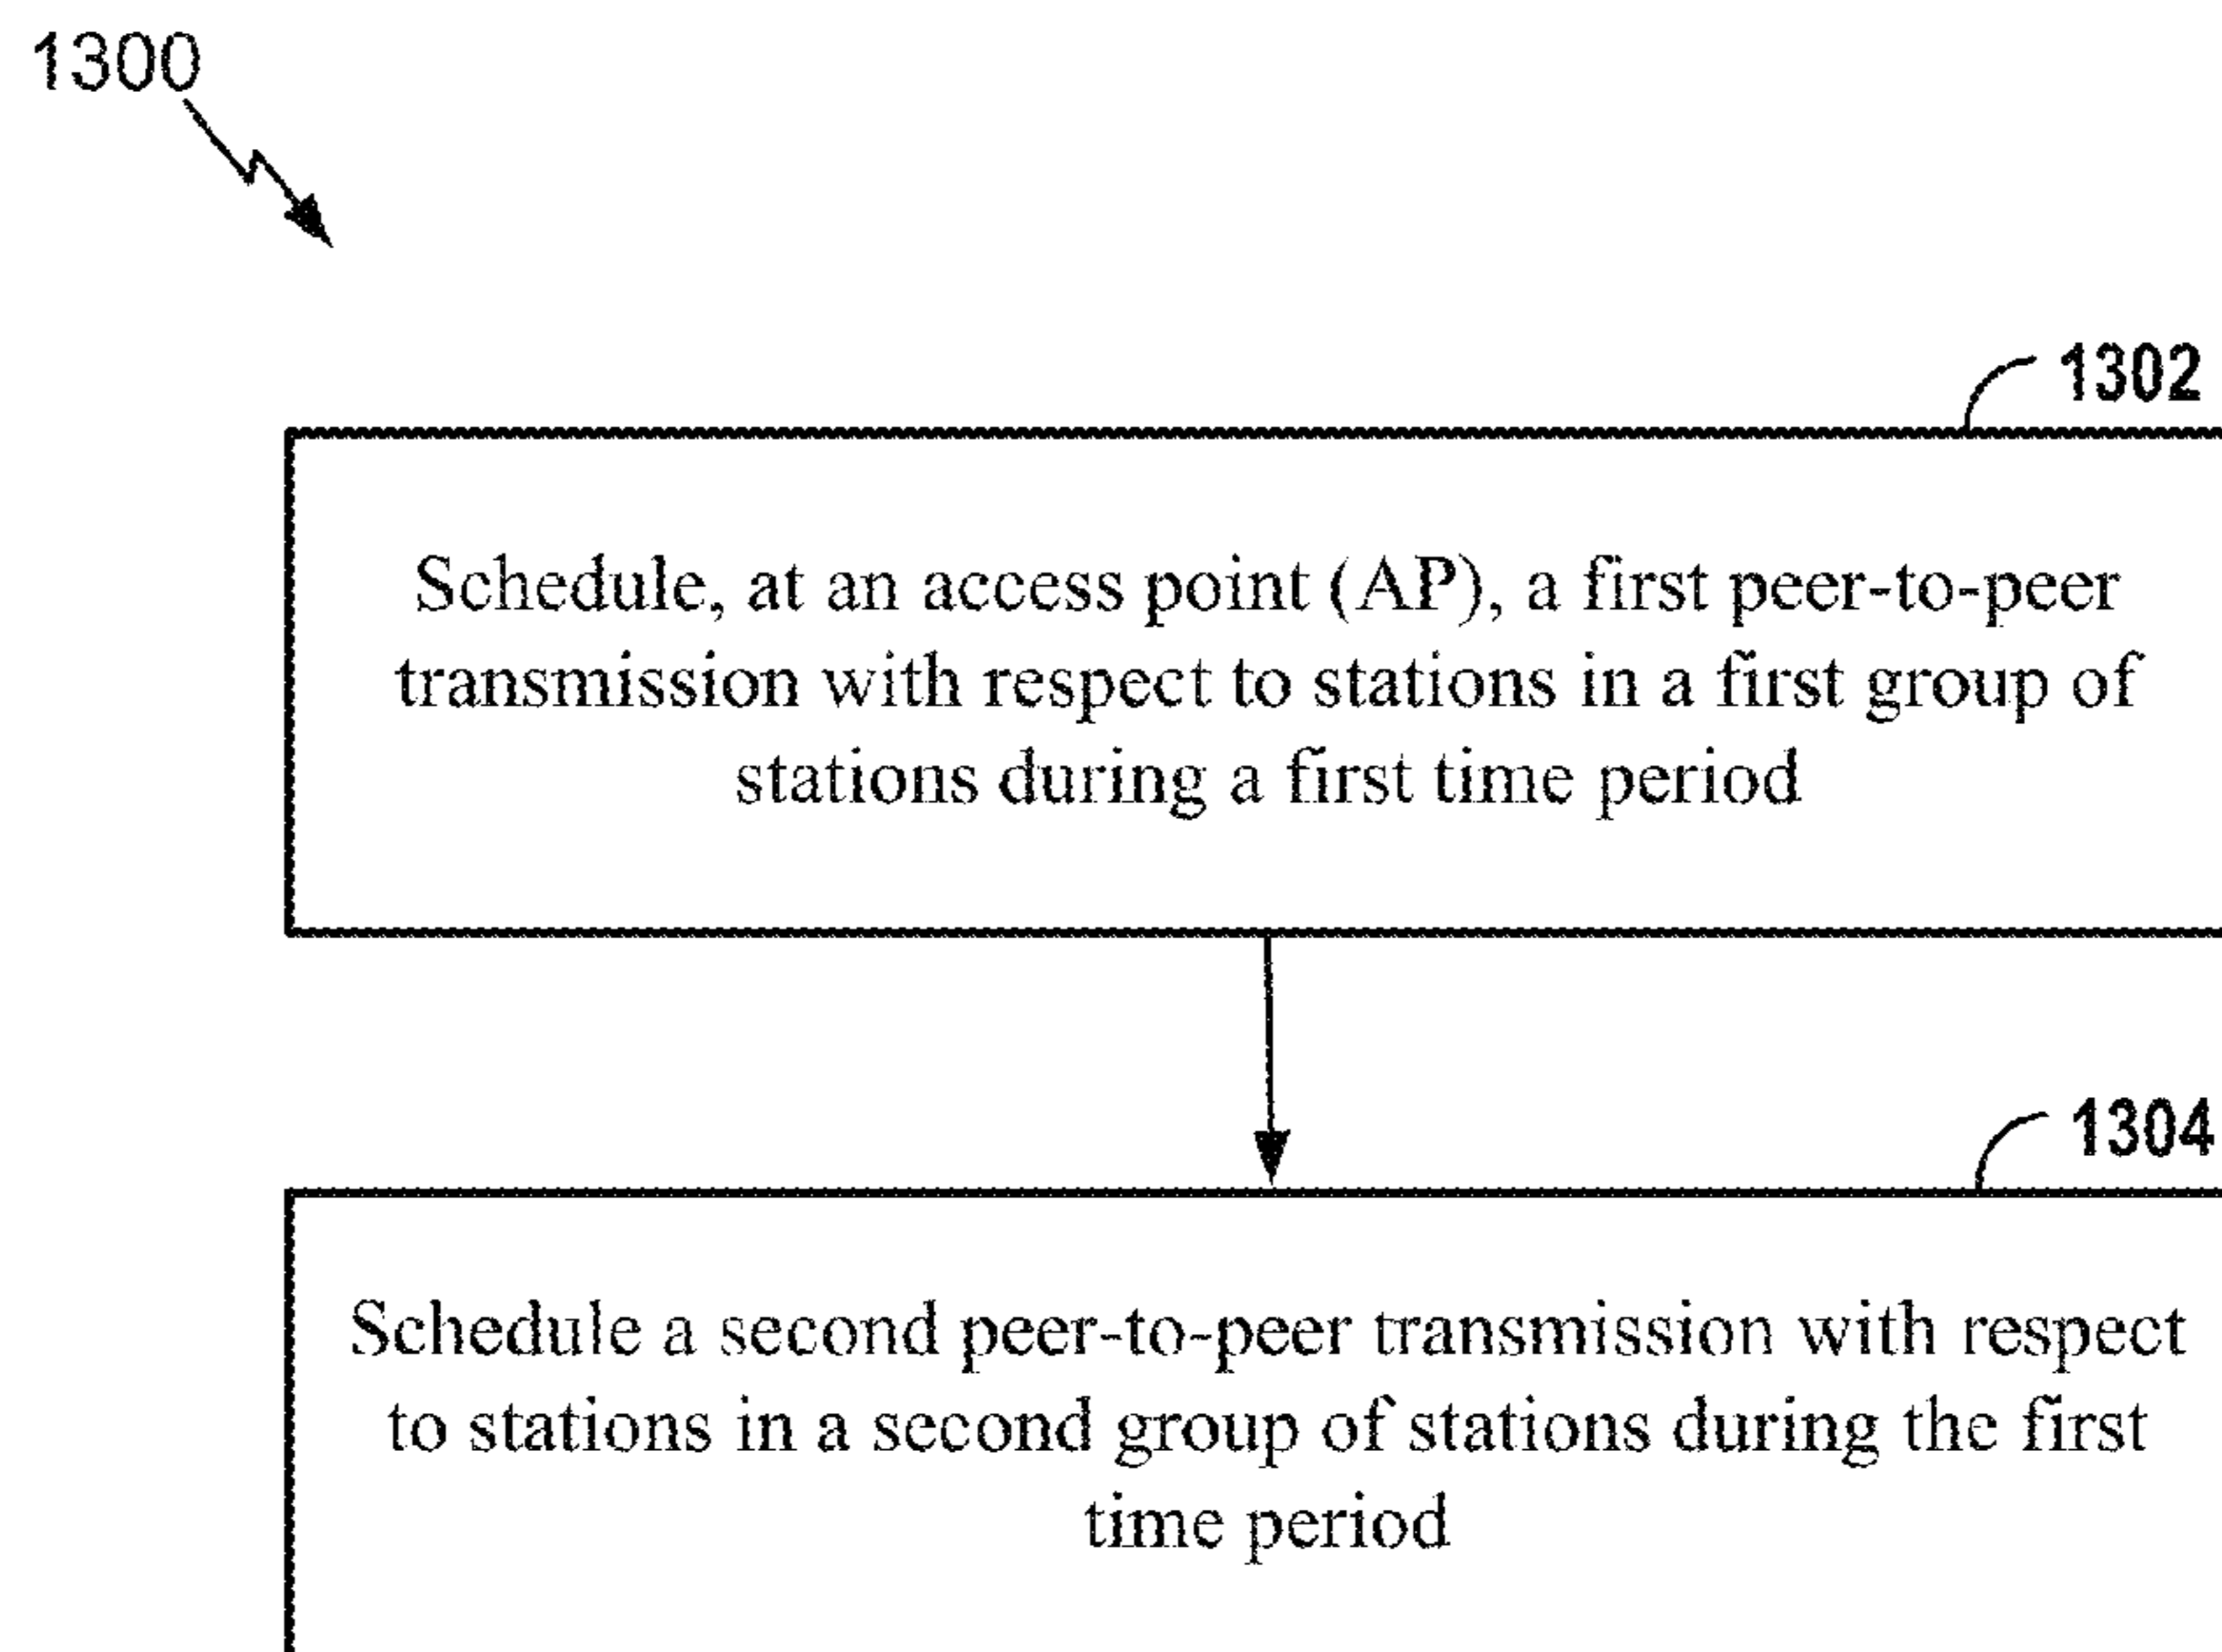 1300
1302
Schedule, at an access point (AP), a first peer-to-peer
transmission with respect to stations in a first group of
stations during a first time period
1304
Schedule a second peer-to-peer transmission with respect
to stations in a second group of stations during the first
time period